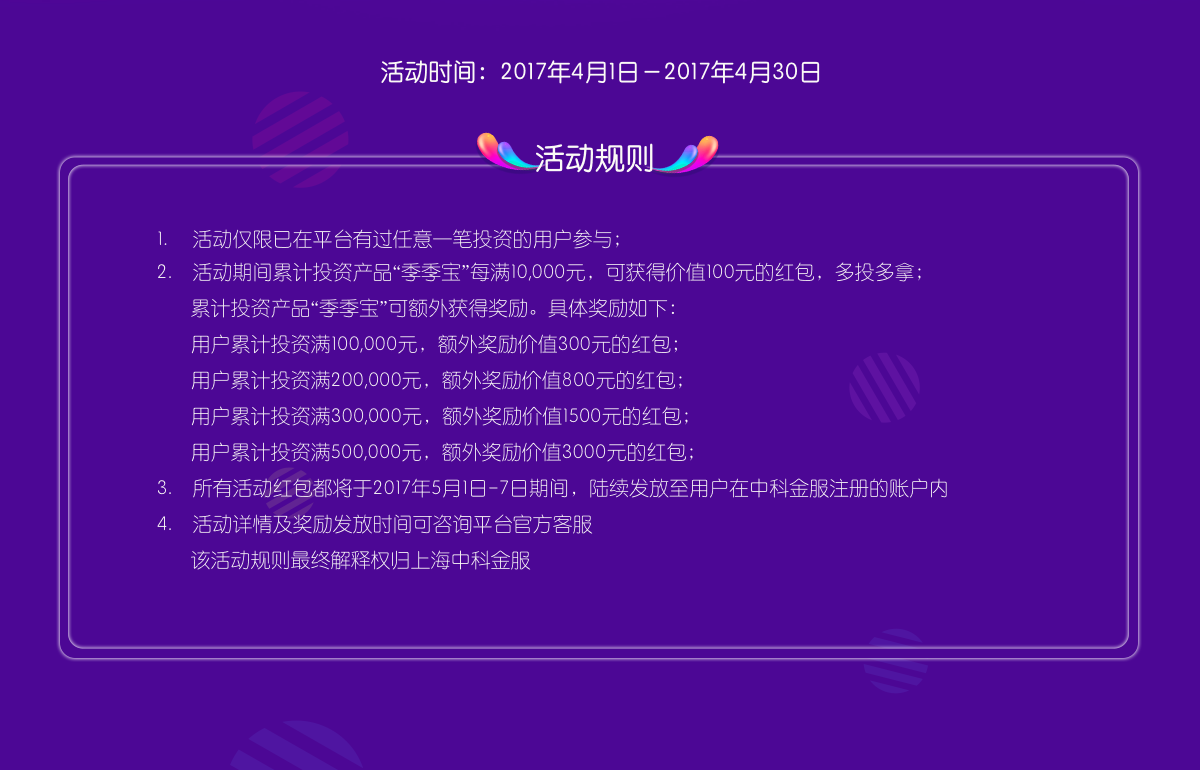 活动时间：2017年4月1日－2017年4月30日
活动规则
1. 活动仅限已在平台有过任意一笔投资的用户参与；
2. 活动期间累计投资产品“季季宝”每满10,000元，可获得价值100元的红包，多投多拿；
累计投资产品“季季宝”可额外获得奖励。具体奖励如下：
用户累计投资满100,000元，额外奖励价值300元的红包；
用户累计投资满200,000元，额外奖励价值800元的红包；
用户累计投资满300,000元，额外奖励价值1500元的红包；
用户累计投资满500,000元，额外奖励价值3000元的红包；
3. 所有活动红包都将于2017年5月1日-7日期间，陆续发放至用户在中科金服注册的账户内
4. 活动详情及奖励发放时间可咨询平台官方客服
该活动规则最终解释权归上海中科金服